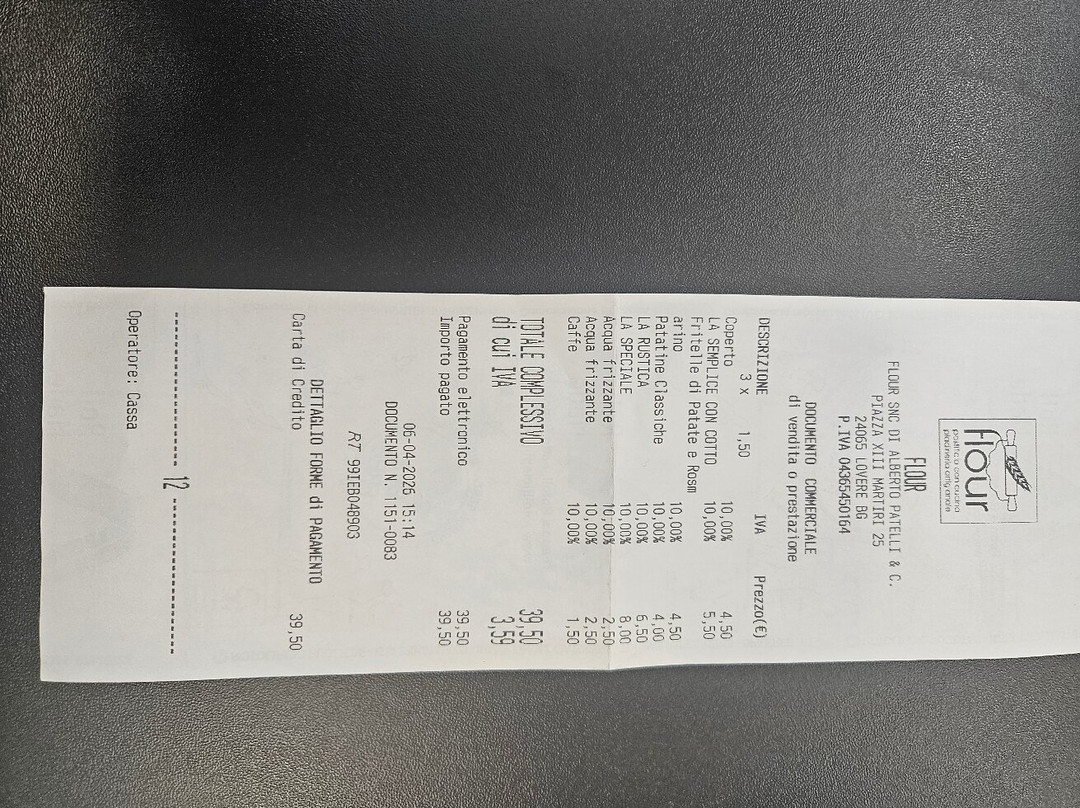 flour
pastificio con cucina
piadineria artigianale
FLOUR
FLOUR SNC DI ALBERTO PATELLI & C.
PIAZZA XIII MARTIRI 25
24065 LOVERE BG
P.IVA 04365450164
DOCUMENTO COMMERCIALE
di vendita o prestazione
DESCRIZIONE IVA Prezzo(€)
3 x 1,50
Coperto 10,00% 4,50
LA SEMPLICE CON COTTO 10,00% 5,50
Fritelle di Patate e Rosm
arino 10,00% 4,50
Patatine Classiche 10,00% 4,00
LA RUSTICA 10,00% 6,50
LA SPECIALE 10,00% 8,00
Acqua frizzante 10,00% 2,50
Acqua frizzante 10,00% 2,50
Caffe 10,00% 1,50
TOTALE COMPLESSIVO 39,50
di cui IVA 3,59
Pagamento elettronico 39,50
Importo pagato 39,50
06-04-2026 15:14
DOCUMENTO N. 1151-0083
RT 99IEB048903
DETTAGLIO FORME di PAGAMENTO
Carta di Credito 39,50
12
Operatore: Cassa